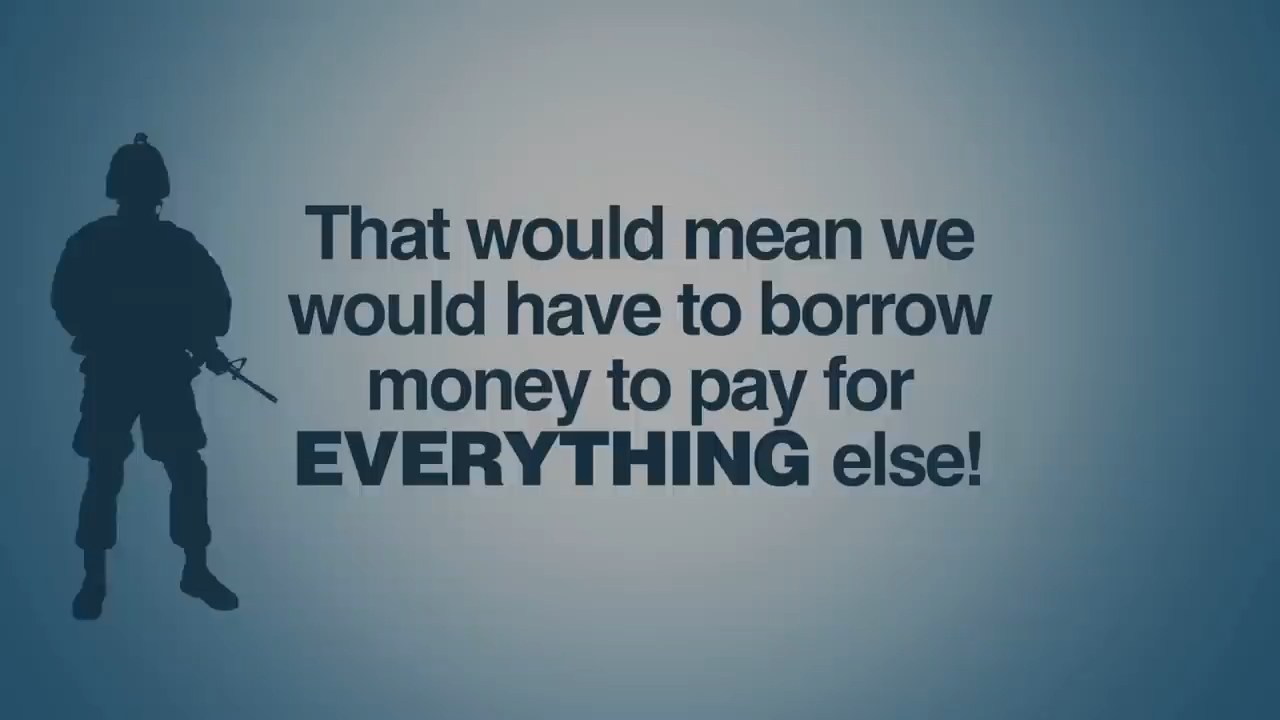 That would mean we
would have to borrow
money to pay for
EVERYTHING else!